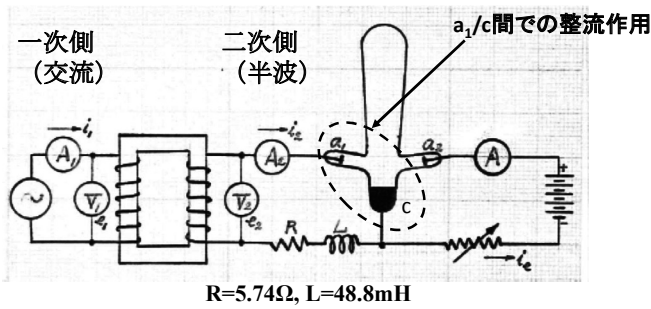 a₁/c間での整流作用
一次側
（交流）
二次側
（半波）
i₁
i₂
A₁
A₂
a₁
a₂
A
+
V₁
e₁
V₂
e₂
c
R
L
iₑ
R=5.74Ω, L=48.8mH